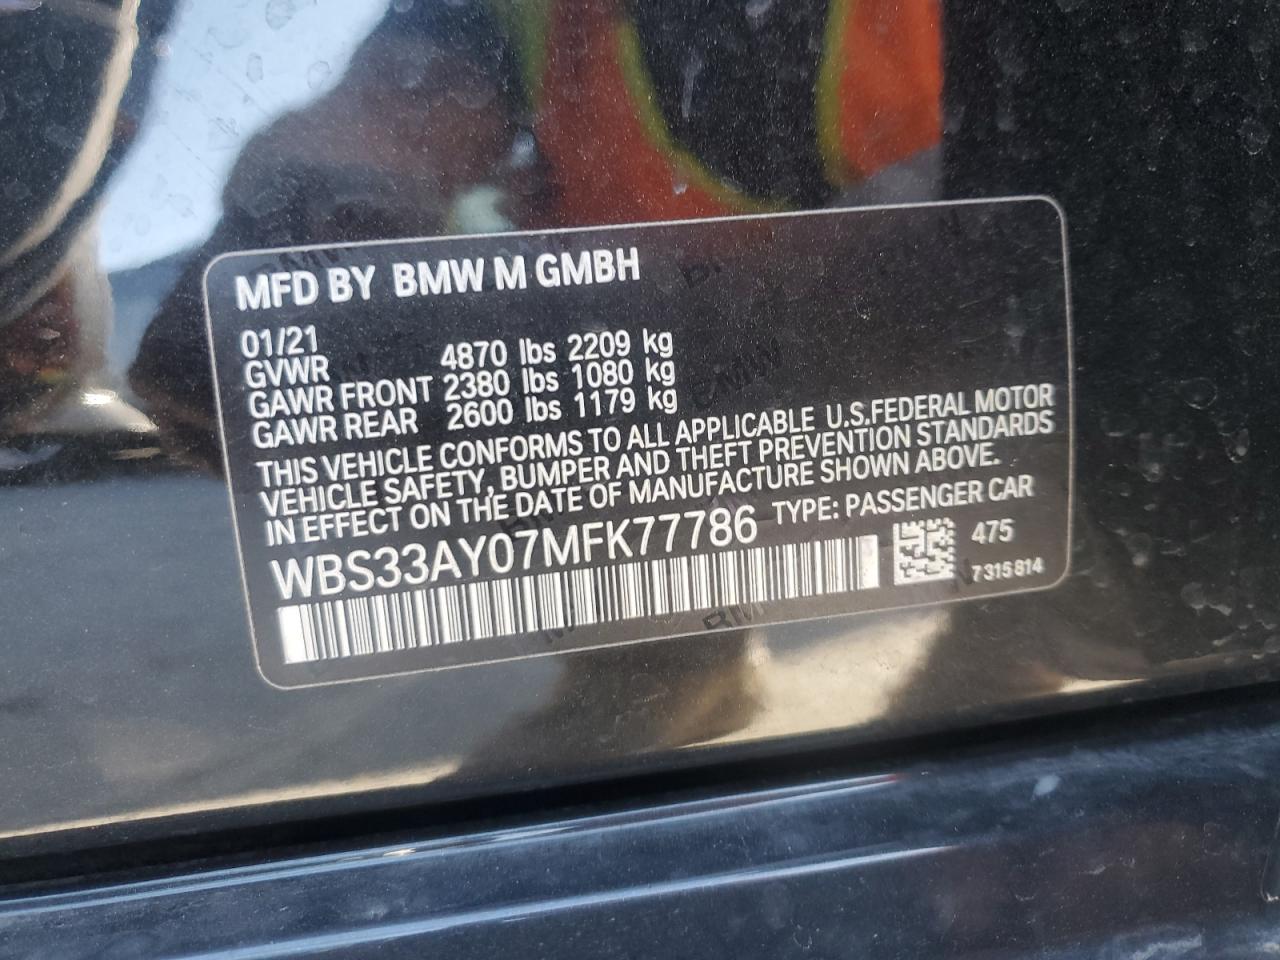 MFD BY BMW M GMBH
01/21
GVWR 4870 lbs 2209 kg
GAWR FRONT 2380 lbs 1080 kg
GAWR REAR 2600 lbs 1179 kg
THIS VEHICLE CONFORMS TO ALL APPLICABLE U.S.FEDERAL MOTOR
VEHICLE SAFETY, BUMPER AND THEFT PREVENTION STANDARDS
IN EFFECT ON THE DATE OF MANUFACTURE SHOWN ABOVE.
WBS33AY07MFK77786 TYPE: PASSENGER CAR
475
7315814